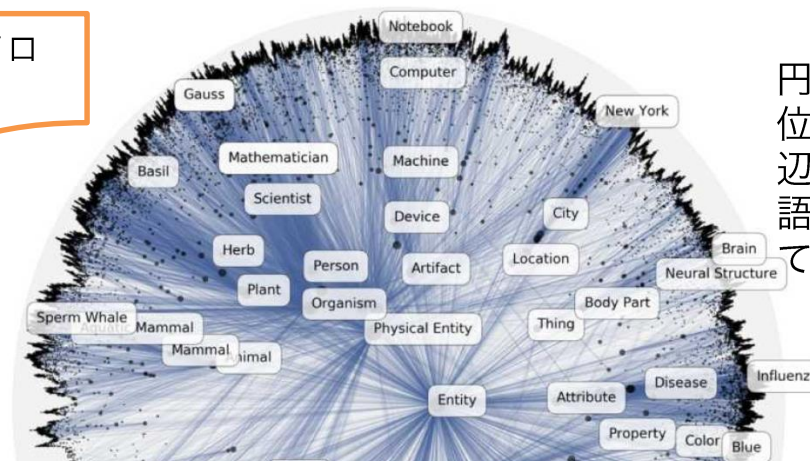 ロ
Notebook
Computer
Gauss
New York
Mathematician
Machine
Basil
Scientist
Device
City
Herb
Person
Artifact
Location
Brain
Neural Structure
Plant
Organism
Body Part
Sperm Whale
Mammal
Physical Entity
Thing
Mammal
Animal
Entity
Attribute
Disease
Influenz
Property
Color
Blue
円
位
辺
語
て